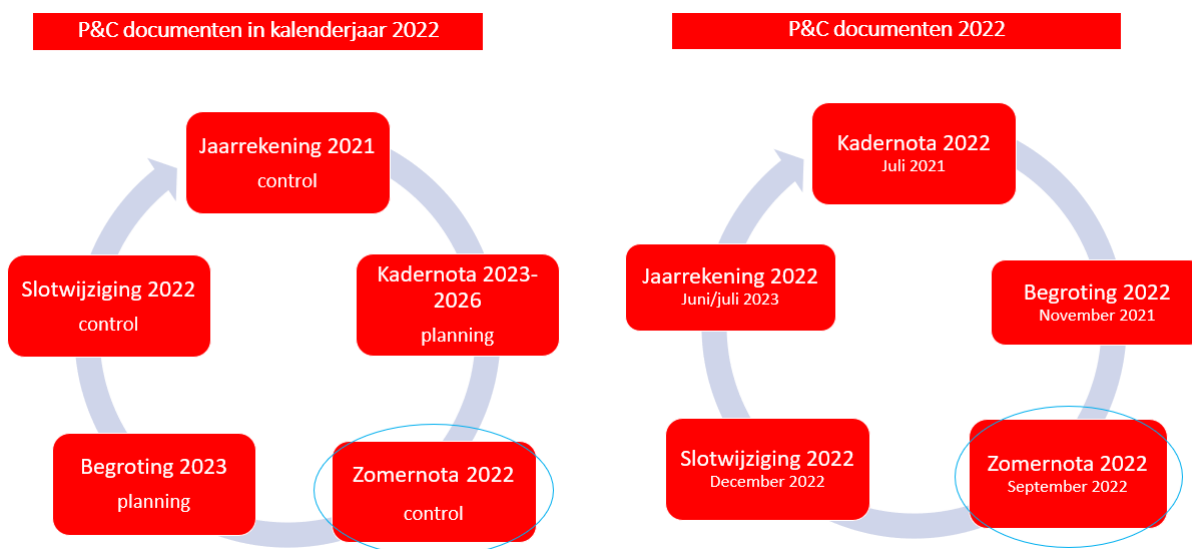 P&C documenten in kalenderjaar 2022
Jaarrekening 2021
control
Kadernota 2023-
2026
planning
Zomernota 2022
control
Begroting 2023
planning
Slotwijziging 2022
control
P&C documenten 2022
Kadernota 2022
Juli 2021
Begroting 2022
November 2021
Zomernota 2022
September 2022
Slotwijziging 2022
December 2022
Jaarrekening 2022
Juni/juli 2023